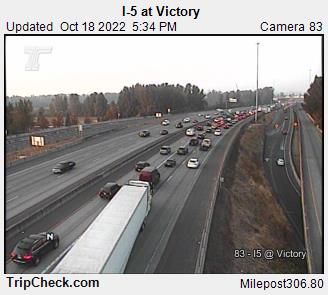 I-5 at Victory
Updated Oct 18 2022 5:34 PM Camera 83
T
N
83 - I5 @ Victory
TripCheck.com Milepost306.80